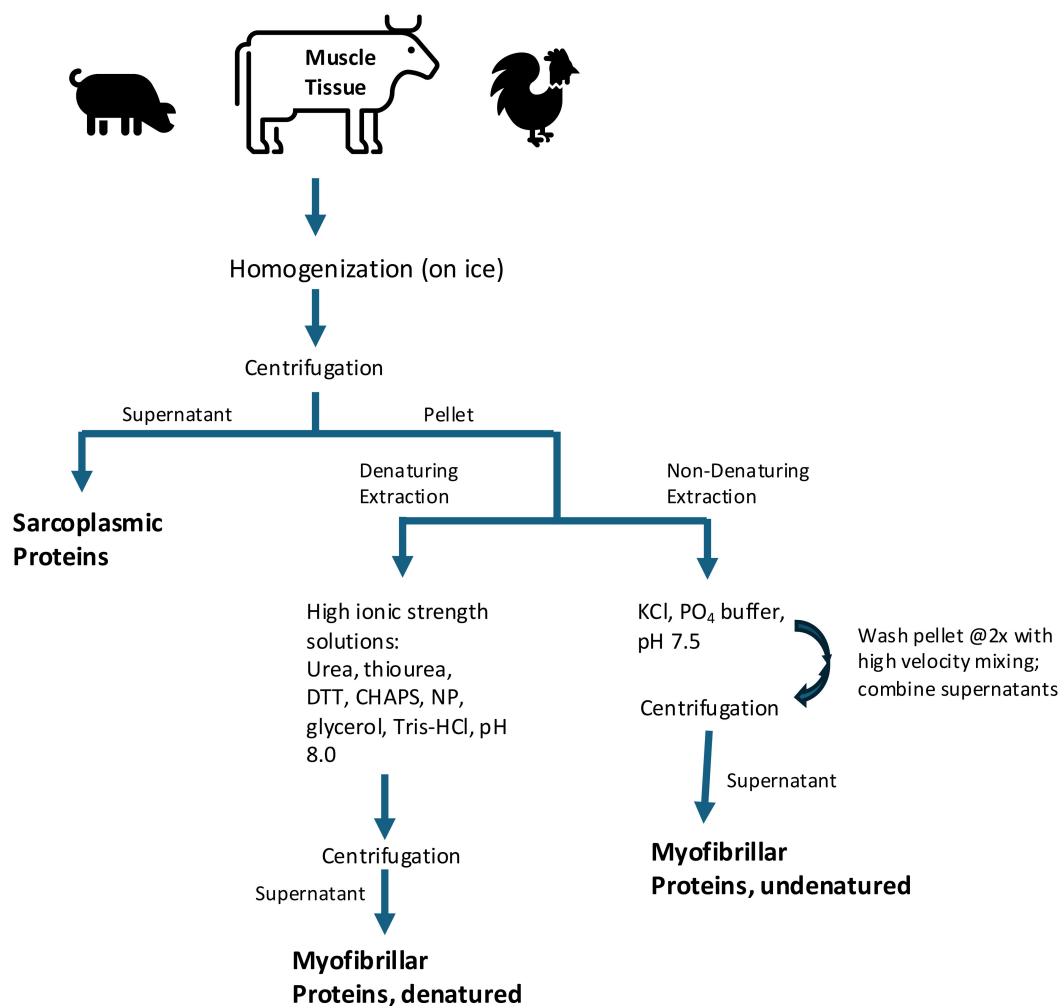 Muscle
Tissue
Homogenization (on ice)
Centrifugation
Supernatant
Pellet
Sarcoplasmic
Proteins
Denaturing
Extraction
Non-Denaturing
Extraction
High ionic strength
solutions:
Urea, thiourea,
DTT, CHAPS, NP,
glycerol, Tris-HCl, pH
8.0
Centrifugation
Supernatant
Myofibrillar
Proteins, denatured
KCl, PO₄ buffer,
pH 7.5
Wash pellet @2x with
high velocity mixing;
combine supernatants
Centrifugation
Supernatant
Myofibrillar
Proteins, undenatured